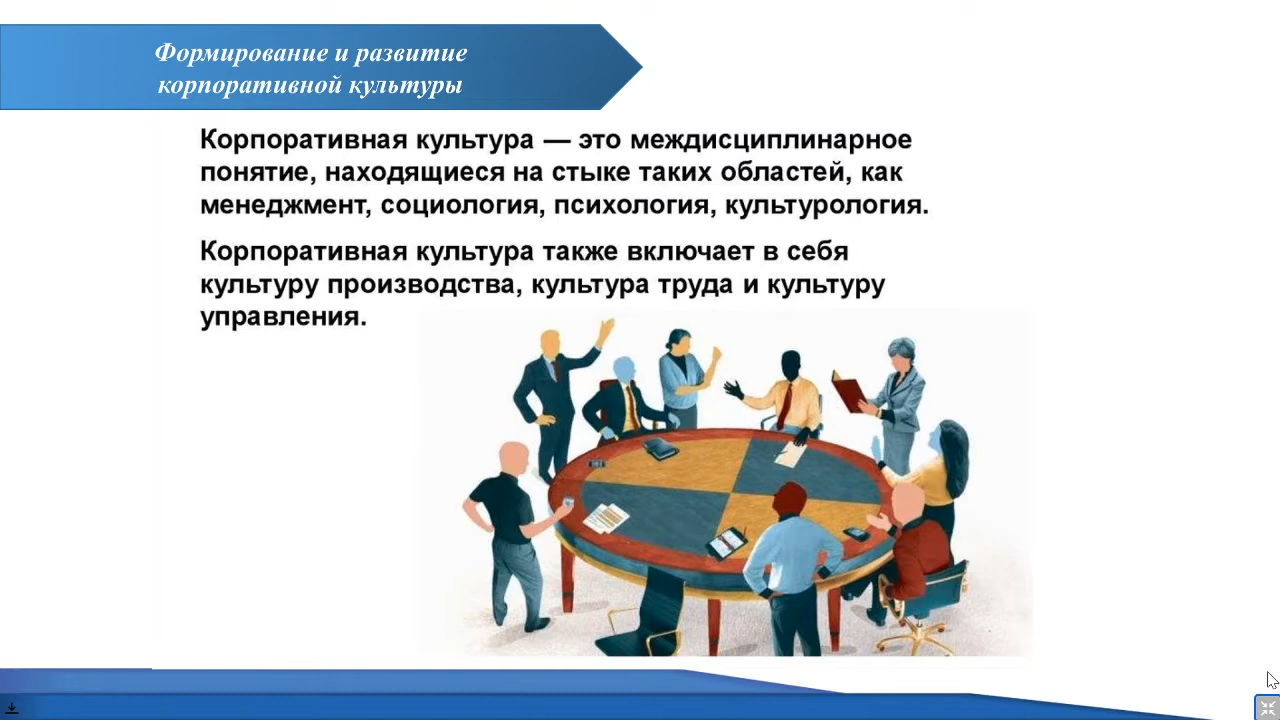 Формирование и развитие
корпоративной культуры
Корпоративная культура — это междисциплинарное
понятие, находящиеся на стыке таких областей, как
менеджмент, социология, психология, культурология.
Корпоративная культура также включает в себя
культуру производства, культура труда и культуру
управления.